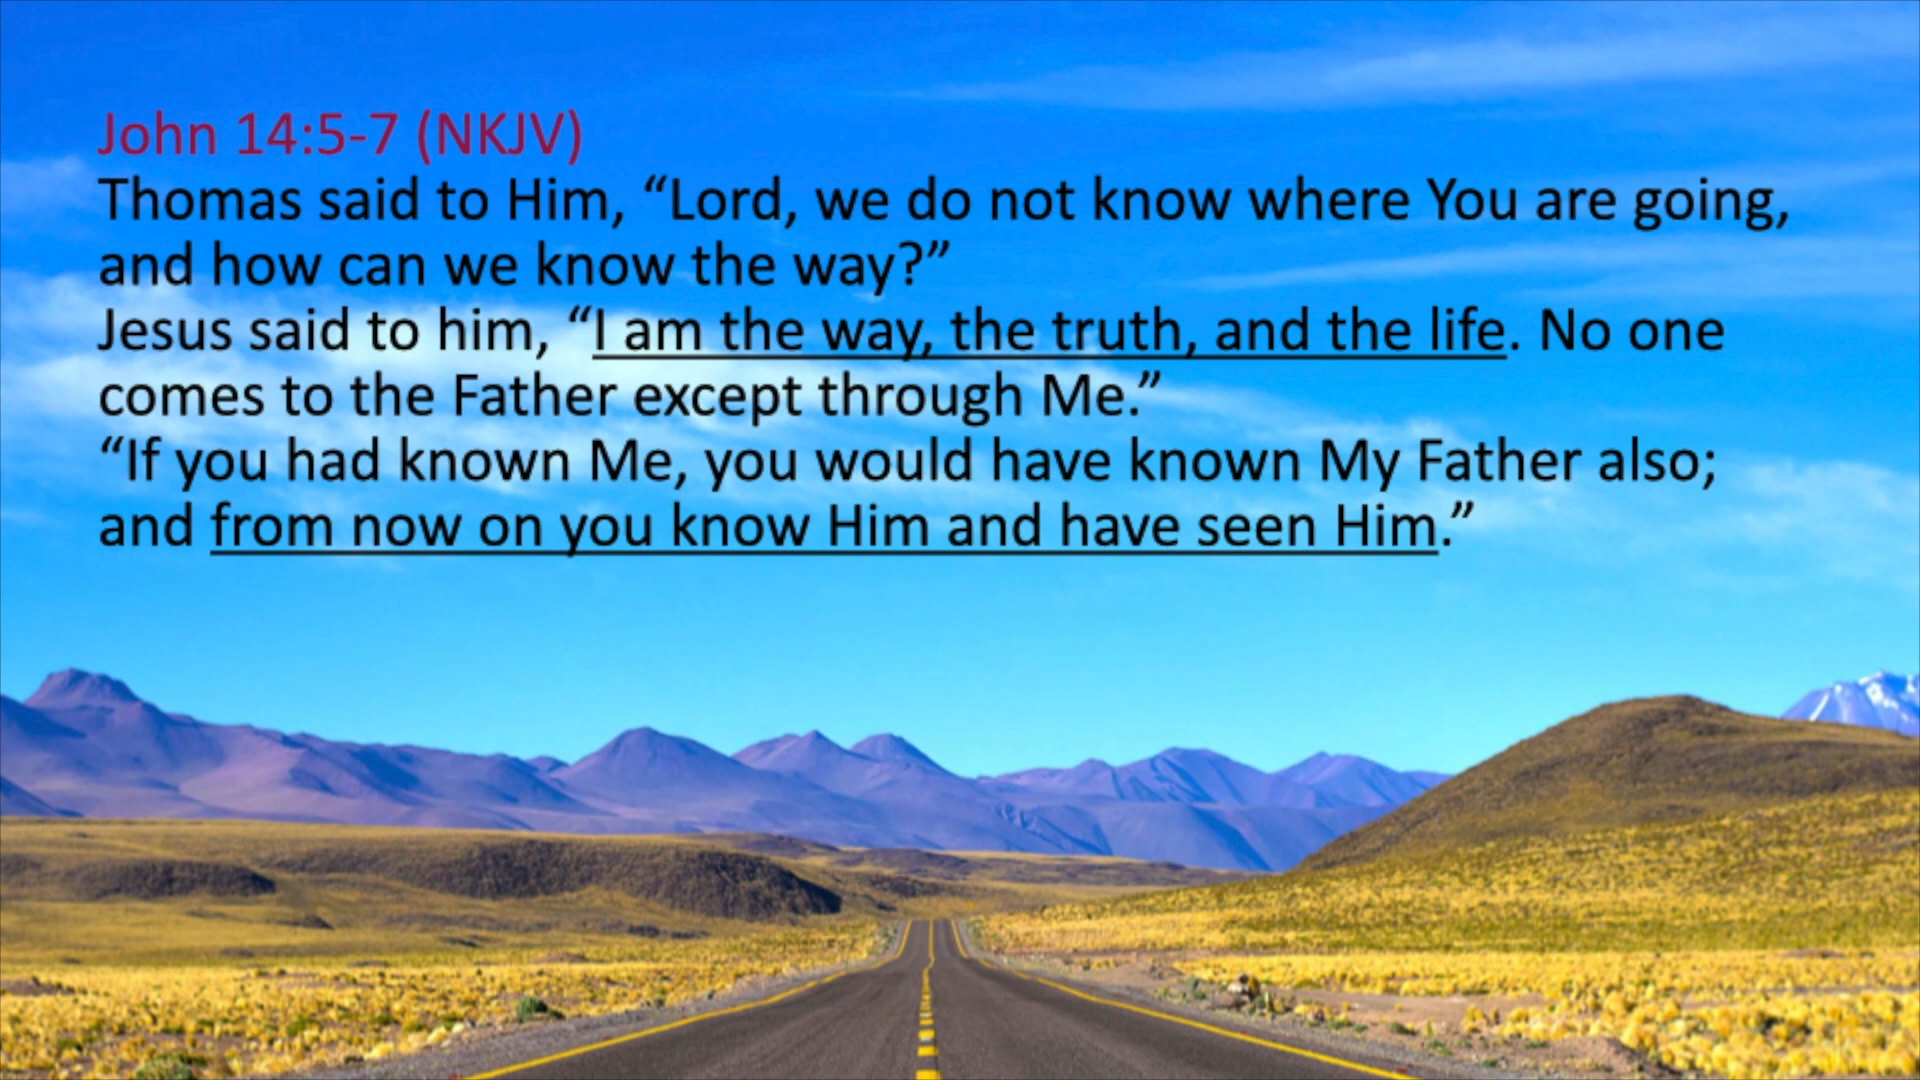 John 14:5-7 (NKJV)
Thomas said to Him, “Lord, we do not know where You are going,
and how can we know the way?”
Jesus said to him, “I am the way, the truth, and the life. No one
comes to the Father except through Me.”
“If you had known Me, you would have known My Father also;
and from now on you know Him and have seen Him.”